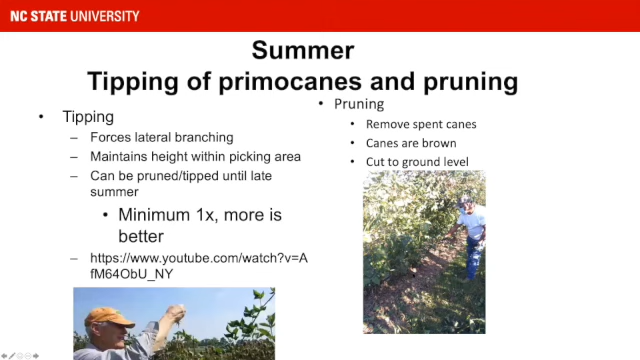 NC STATE UNIVERSITY
Summer
Tipping of primocanes and pruning
• Tipping
– Forces lateral branching
– Maintains height within picking area
– Can be pruned/tipped until late
summer
• Minimum 1x, more is
better
– https://www.youtube.com/watch?v=A
fM64ObU_NY
• Pruning
• Remove spent canes
• Canes are brown
• Cut to ground level